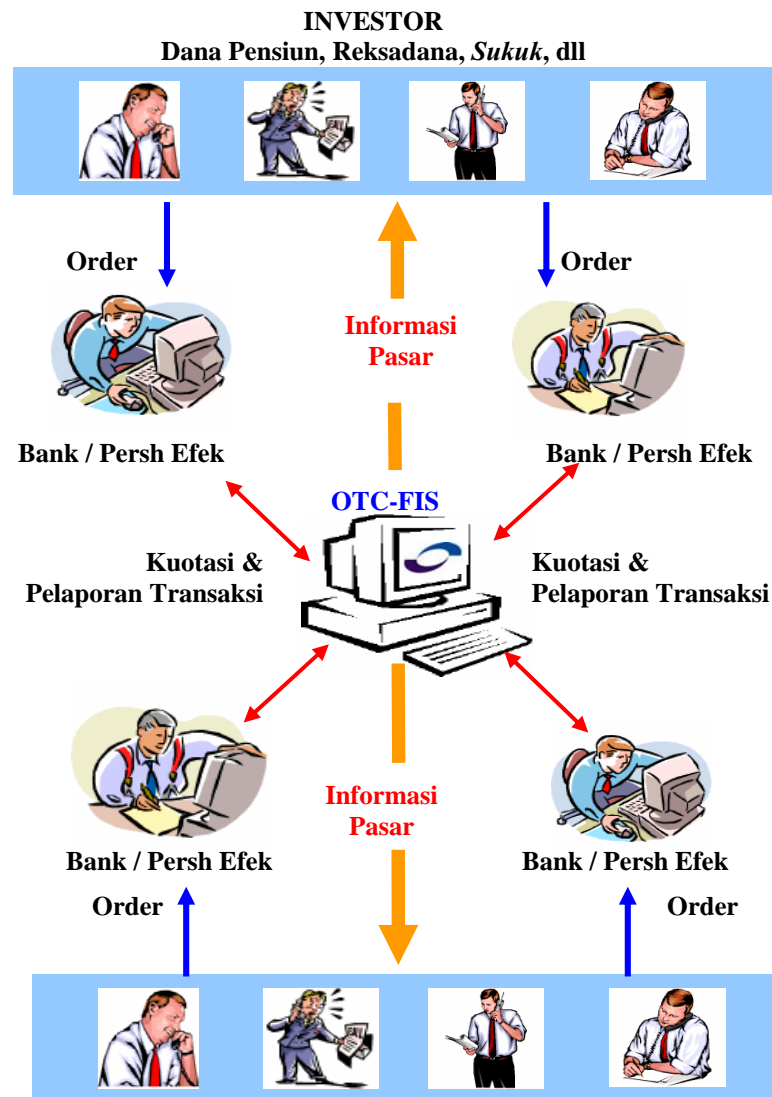 INVESTOR
Dana Pensiun, Reksadana, Sukuk, dll
Order
Order
Informasi
Pasar
Bank / Persh Efek
Bank / Persh Efek
OTC-FIS
Kuotasi &
Pelaporan Transaksi
Kuotasi &
Pelaporan Transaksi
Informasi
Pasar
Bank / Persh Efek
Bank / Persh Efek
Order
Order